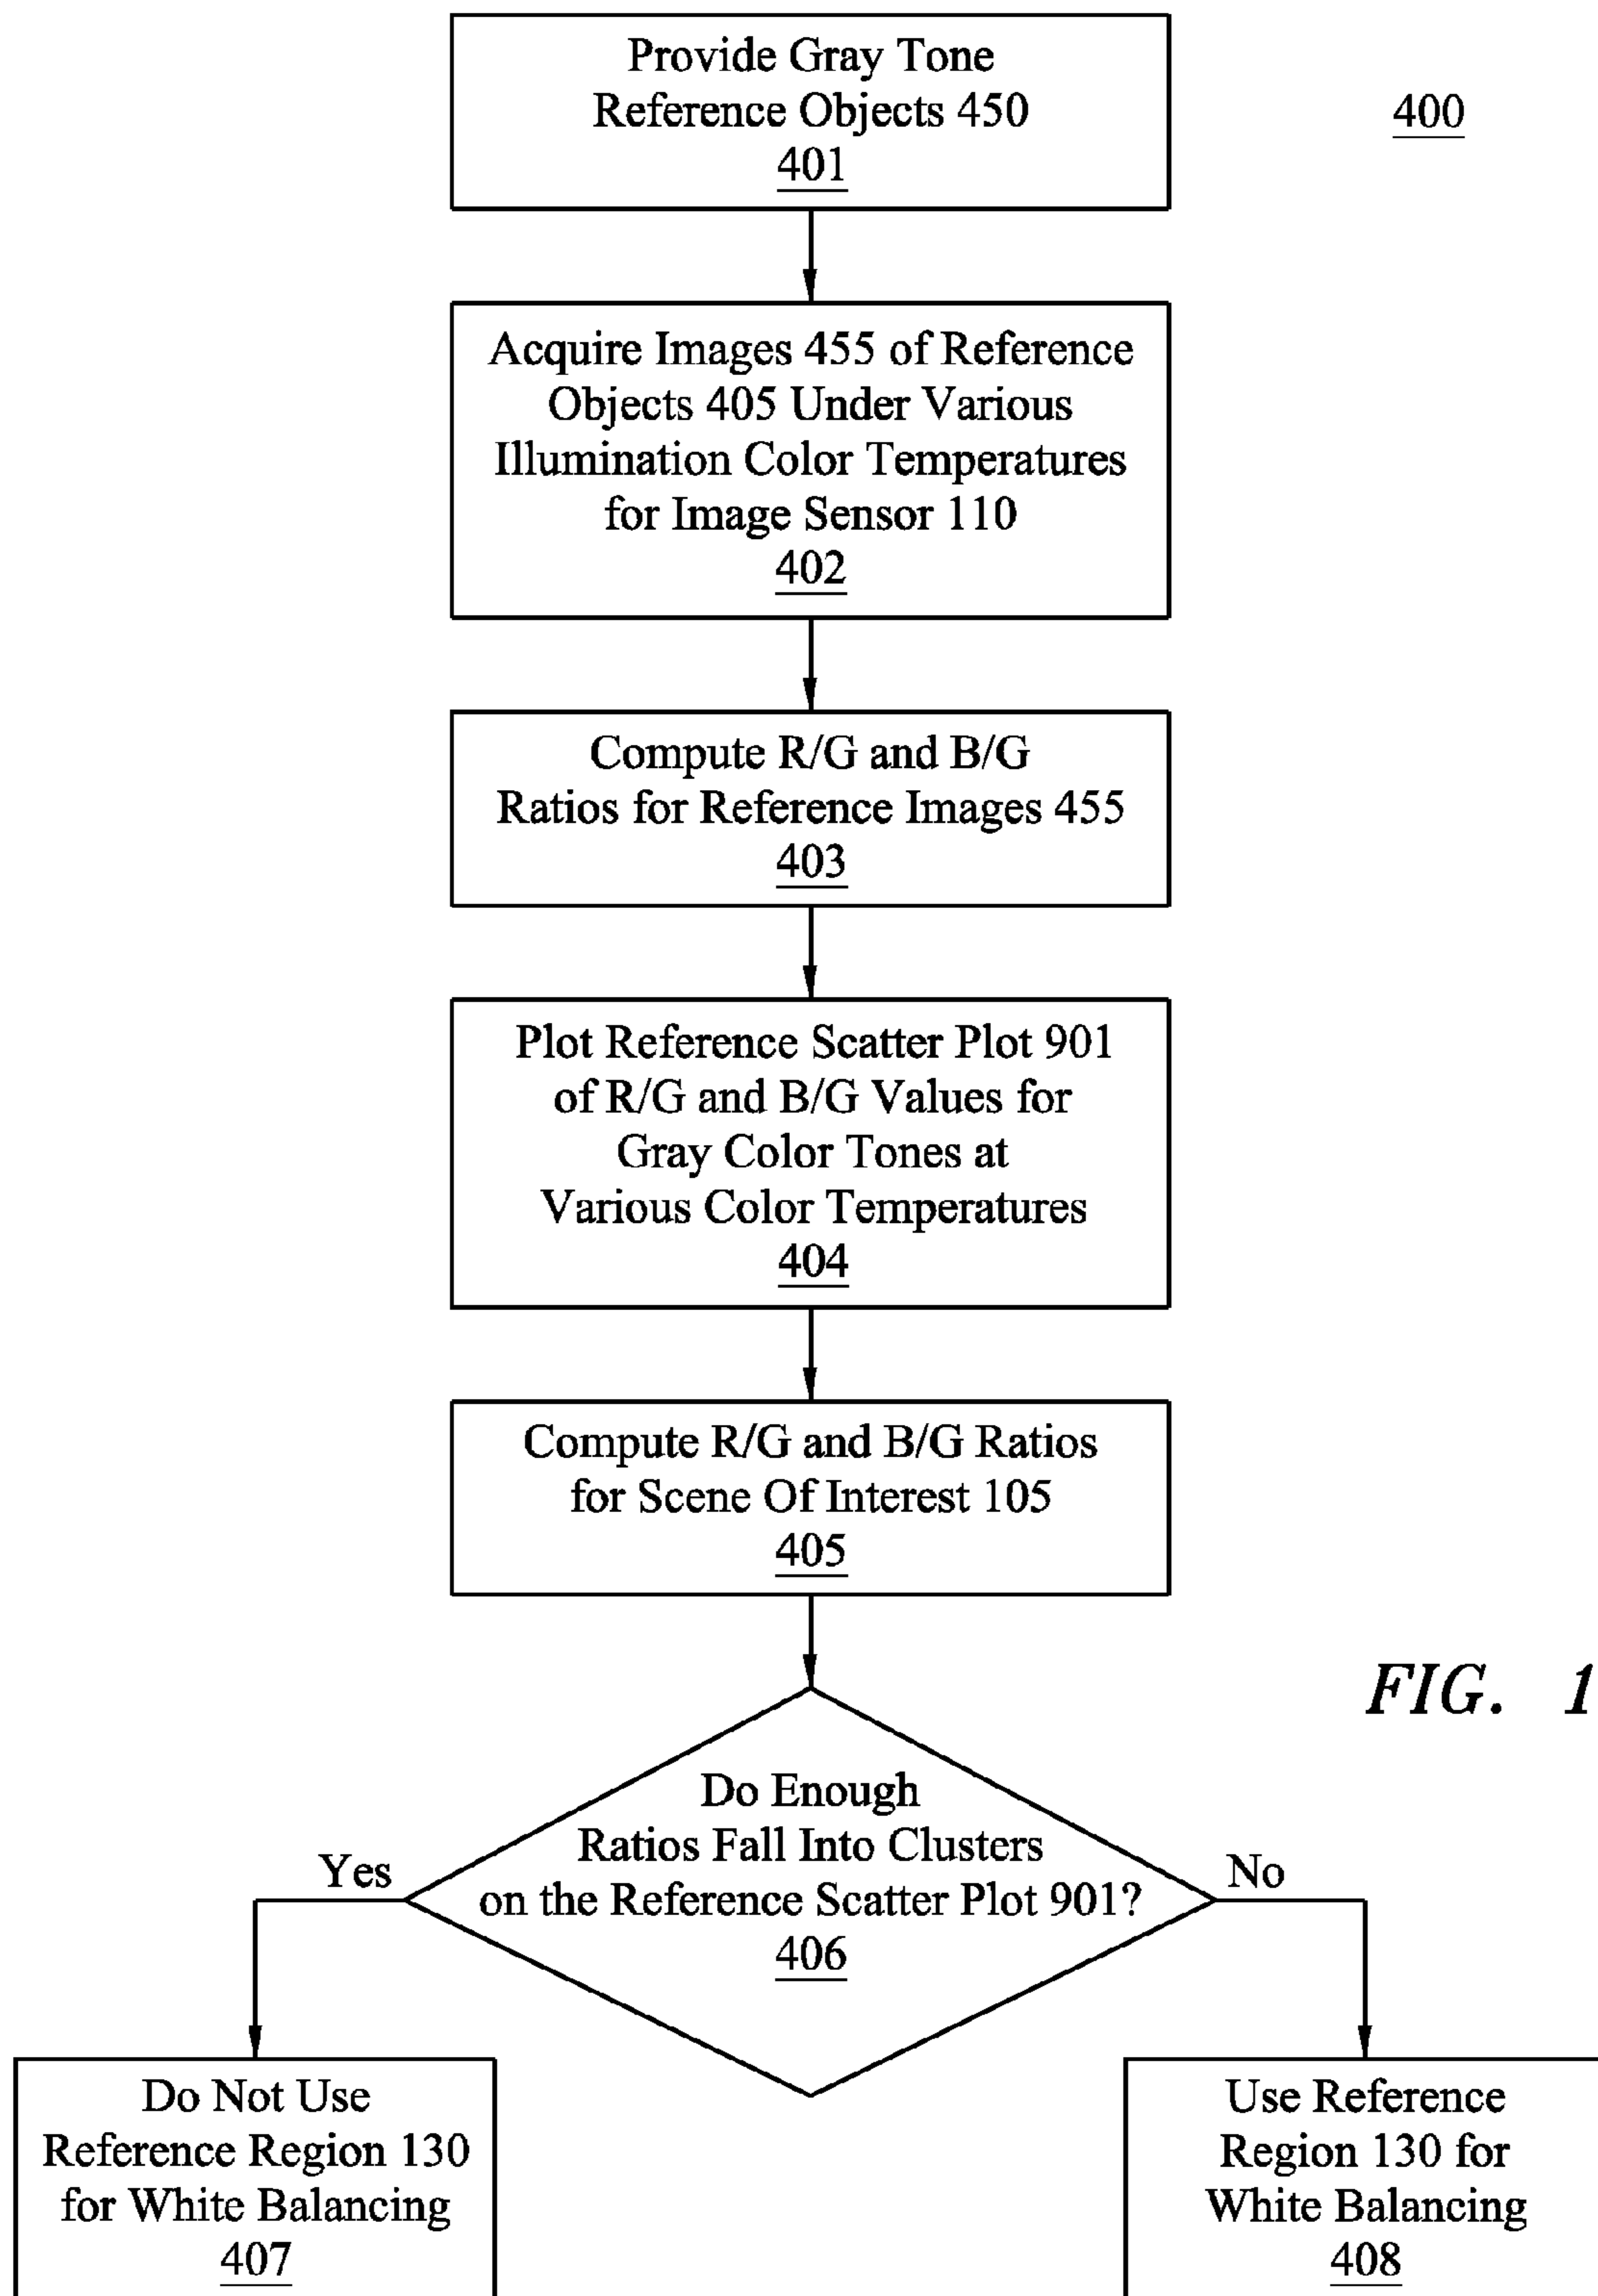 Provide Gray Tone
Reference Objects 450
401
400
Acquire Images 455 of Reference
Objects 405 Under Various
Illumination Color Temperatures
for Image Sensor 110
402
Compute R/G and B/G
Ratios for Reference Images 455
403
Plot Reference Scatter Plot 901
of R/G and B/G Values for
Gray Color Tones at
Various Color Temperatures
404
Compute R/G and B/G Ratios
for Scene Of Interest 105
405
FIG. 1
Do Enough
Ratios Fall Into Clusters
on the Reference Scatter Plot 901?
406
Yes
No
Do Not Use
Reference Region 130
for White Balancing
407
Use Reference
Region 130 for
White Balancing
408